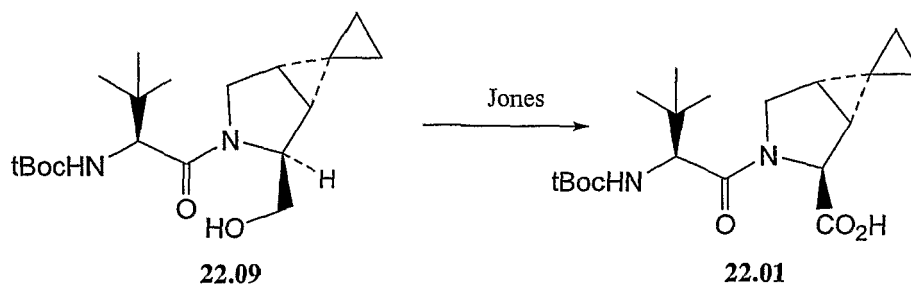 Jones
tBocHN
N
O
H
HO
22.09
tBocHN
N
O
CO2H
22.01